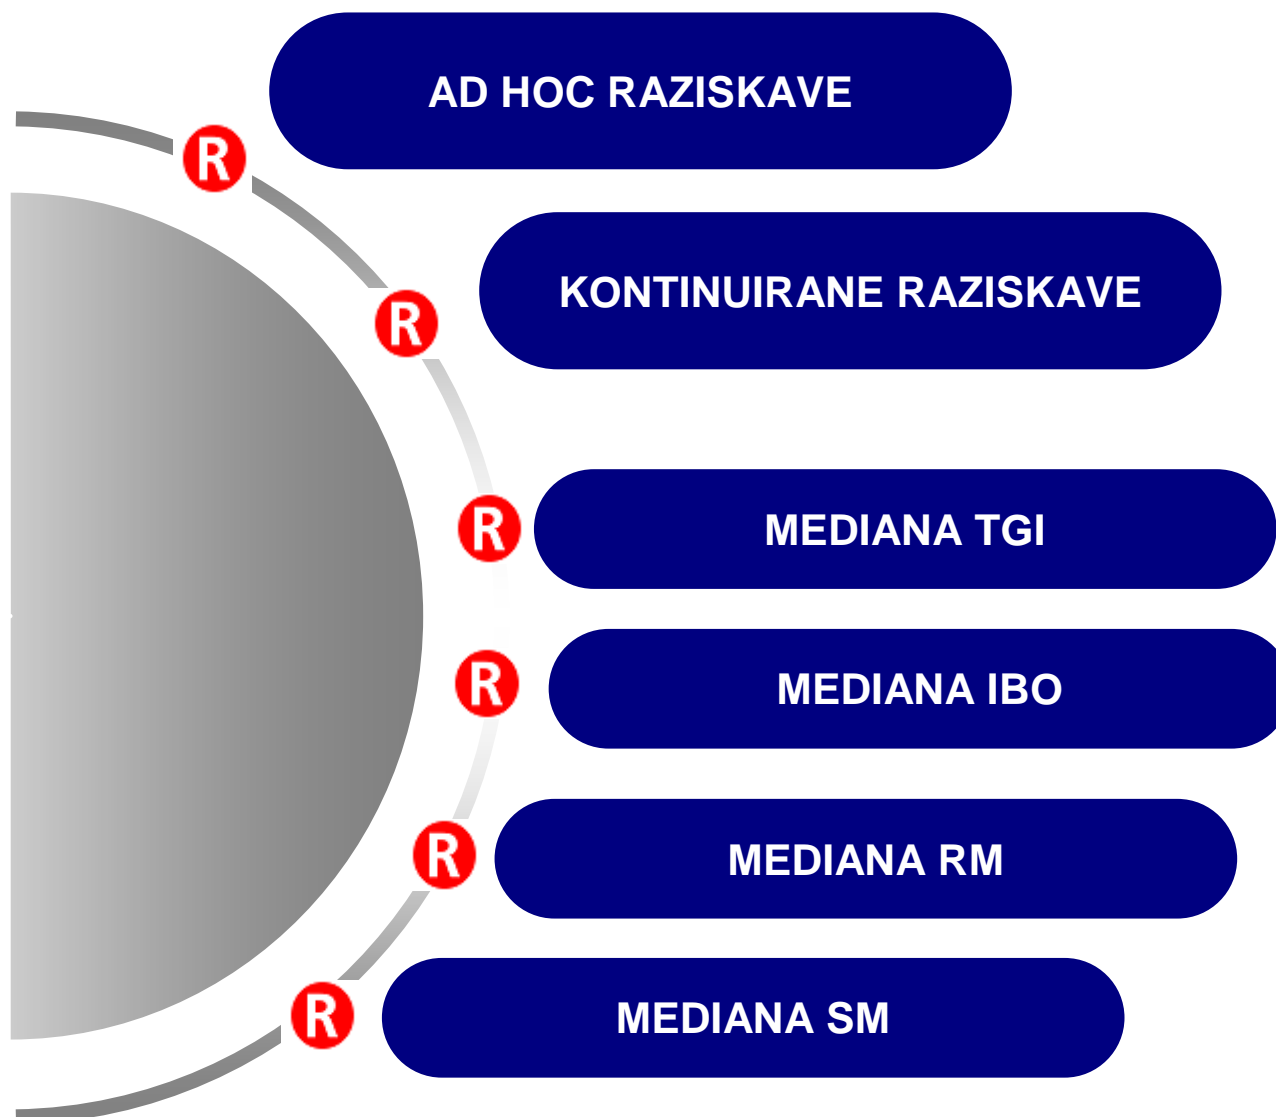 AD HOC RAZISKAVE
R
KONTINUIRANE RAZISKAVE
R
MEDIANA TGI
R
MEDIANA IBO
R
MEDIANA RM
R
MEDIANA SM
R